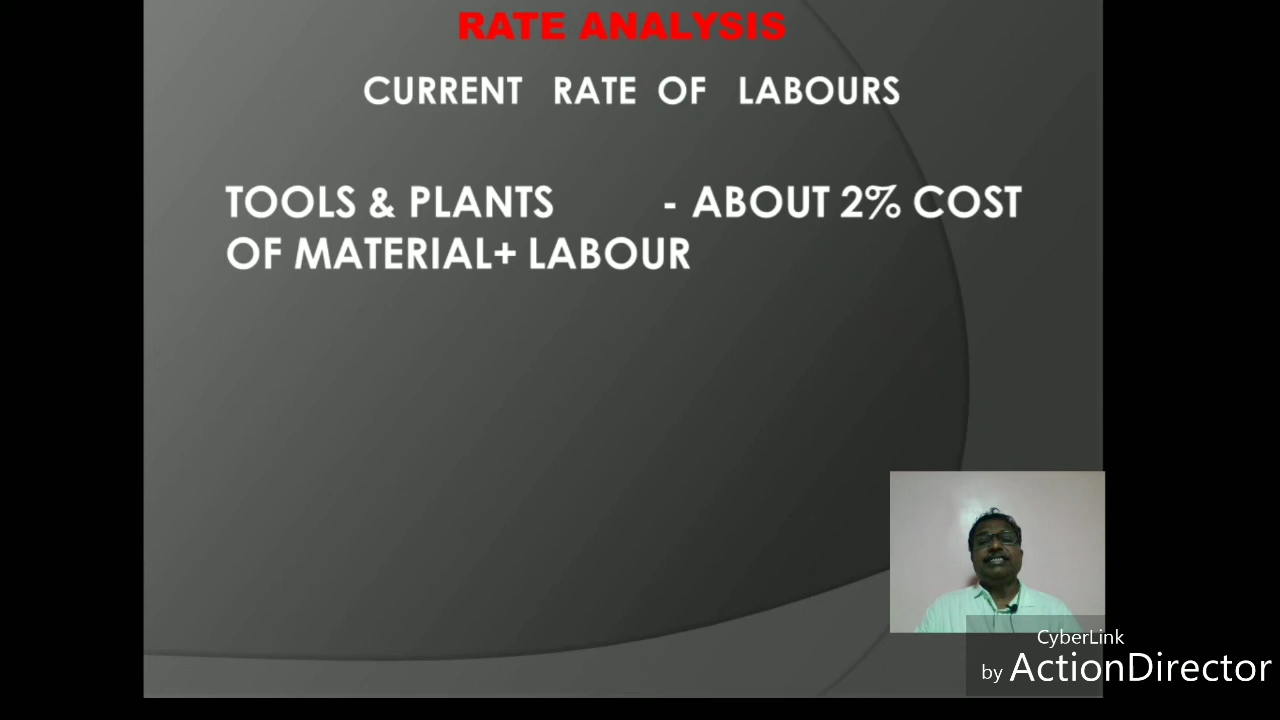 RATE ANALYSIS
CURRENT RATE OF LABOURS
TOOLS & PLANTS - ABOUT 2% COST
OF MATERIAL+ LABOUR
CyberLink
by ActionDirector